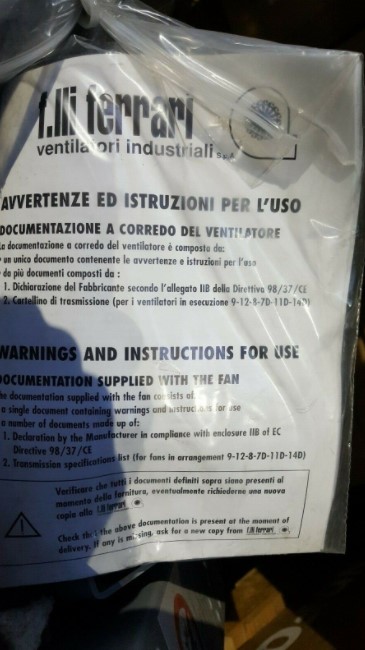 f.lli ferrari
ventilatori industriali s.p.a.
AVVERTENZE ED ISTRUZIONI PER L'USO
DOCUMENTAZIONE A CORREDO DEL VENTILATORE
La documentazione a corredo del ventilatore è composta da:
un unico documento contenente le avvertenze e istruzioni per l'uso
da più documenti composti da :
1. Dichiarazione del Fabbricante secondo l'allegato IIB della Direttiva 98/37/CE
2. Cartellino di trasmissione (per i ventilatori in esecuzione 9-12-8-7D-11D-14D)
WARNINGS AND INSTRUCTIONS FOR USE
DOCUMENTATION SUPPLIED WITH THE FAN
he documentation supplied with the fan consists of:
a single document containing warnings and instructions for use
a number of documents made up of:
1. Declaration by the Manufacturer in compliance with enclosure IIB of EC
Directive 98/37/CE
2. Transmission specifications list (for fans in arrangement 9-12-8-7D-11D-14D)
Verificare che tutti i documenti definiti sopra siano presenti al
momento della fornitura, eventualmente richiederne una nuova
copia alla f.lli ferrari
Check that the above documentation is present at the moment of
delivery. If any is missing, ask for a new copy from f.lli ferrari